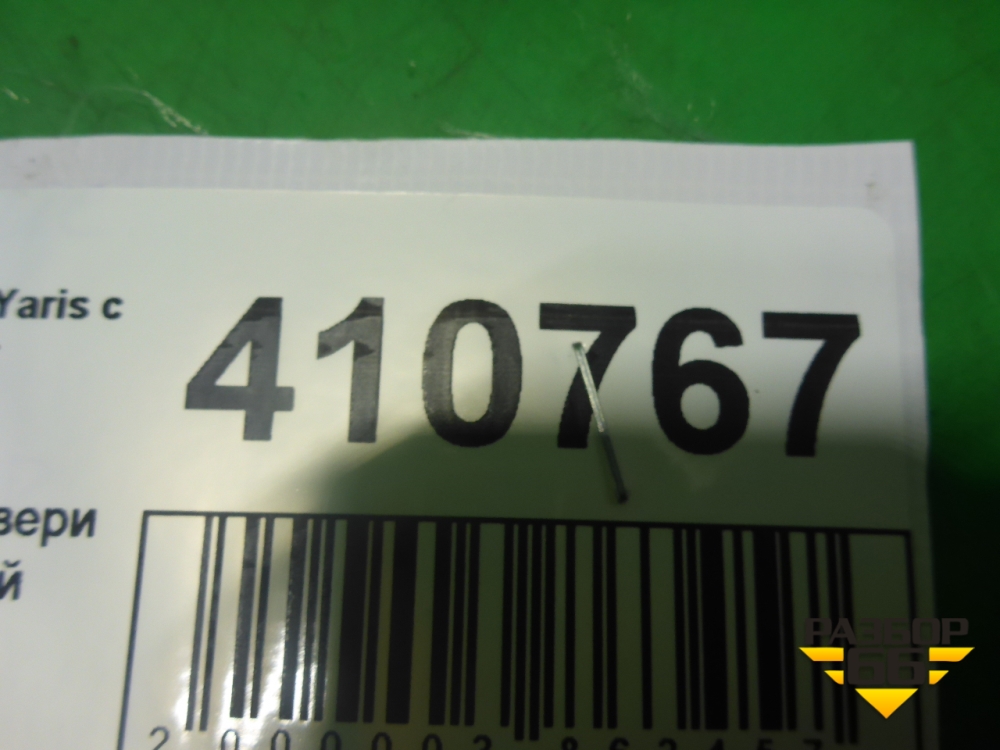 Yaris с
410767
вери
й
РАЗБОР
66